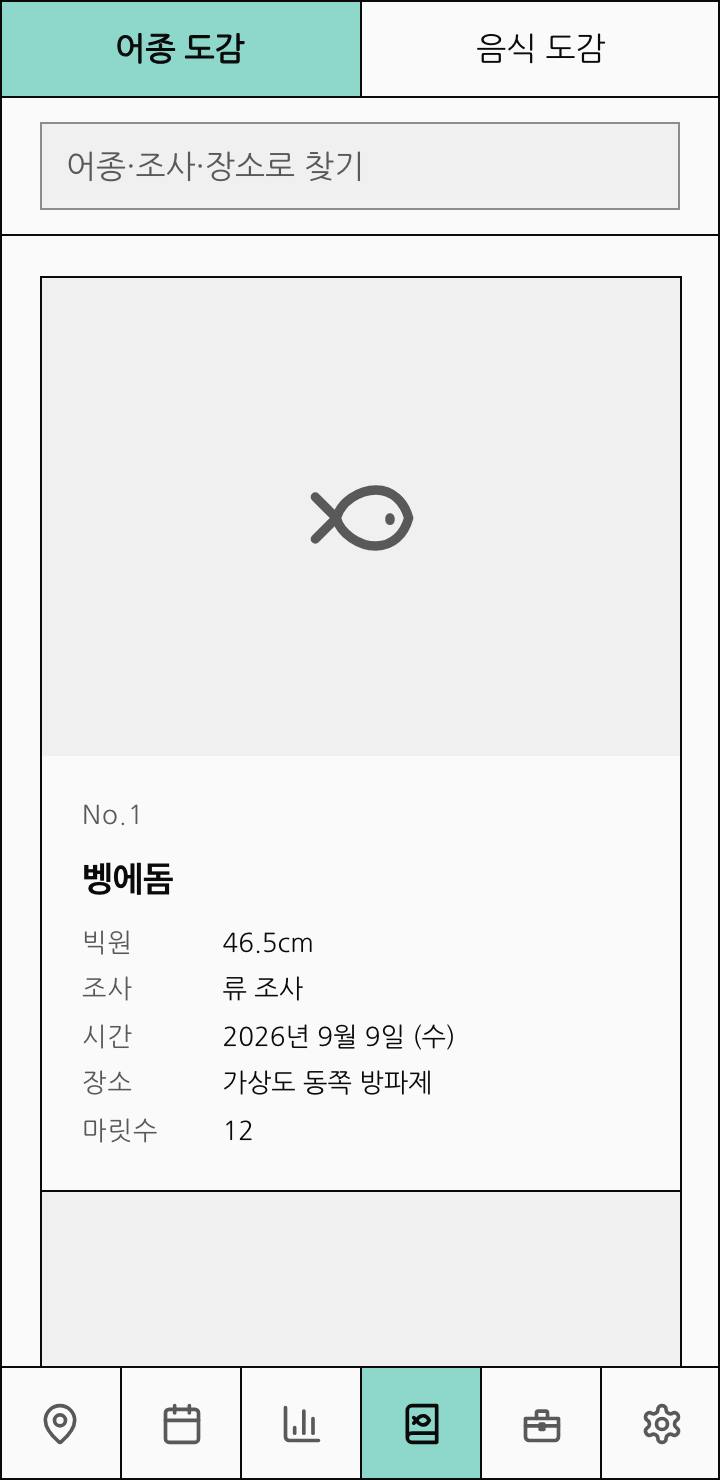 어종 도감
음식 도감
어종·조사·장소로 찾기
No.1
벵에돔
빅원 46.5cm
조사 류 조사
시간 2026년 9월 9일 (수)
장소 가상도 동쪽 방파제
마릿수 12